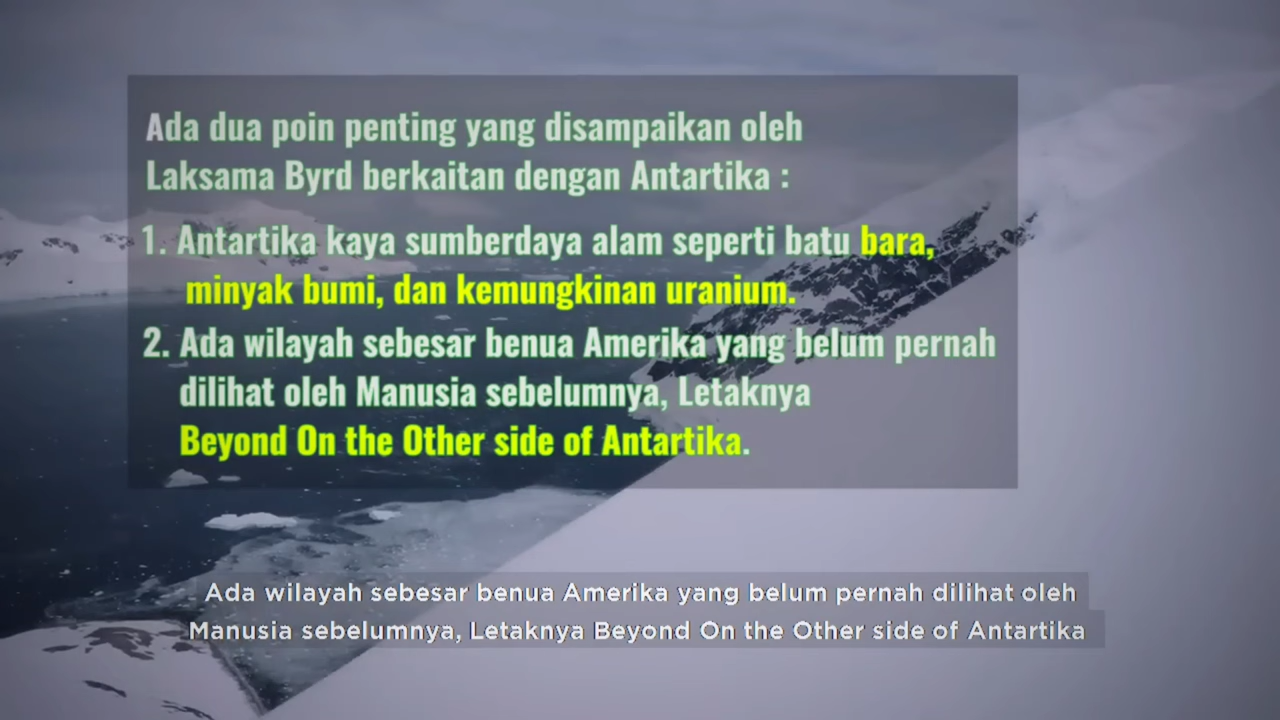 Ada dua poin penting yang disampaikan oleh
Laksama Byrd berkaitan dengan Antartika :
1. Antartika kaya sumberdaya alam seperti batu bara,
minyak bumi, dan kemungkinan uranium.
2. Ada wilayah sebesar benua Amerika yang belum pernah
dilihat oleh Manusia sebelumnya, Letaknya
Beyond On the Other side of Antartika.
Ada wilayah sebesar benua Amerika yang belum pernah dilihat oleh
Manusia sebelumnya, Letaknya Beyond On the Other side of Antartika